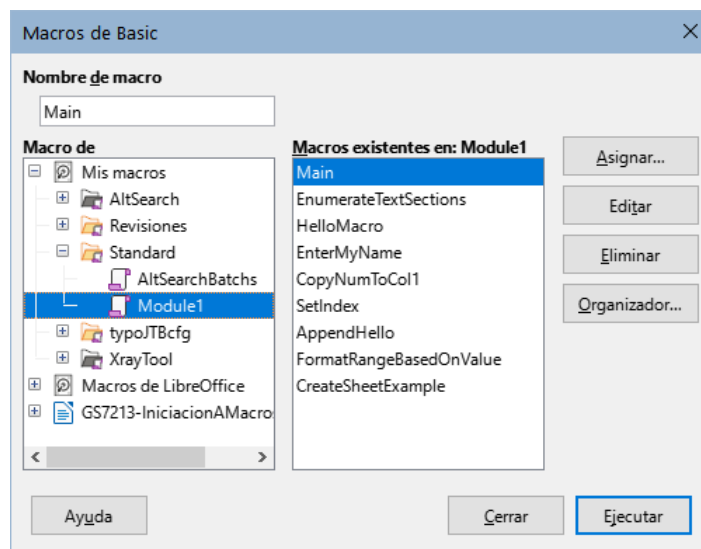 Macros de Basic
Nombre de macro
Main
Macro de
Mis macros
AltSearch
Revisiones
Standard
AltSearchBatchs
Module1
typoJTBcfg
XrayTool
Macros de LibreOffice
GS7213-IniciacionAMacro
Macros existentes en: Module1
Main
EnumerateTextSections
HelloMacro
EnterMyName
CopyNumToCol1
SetIndex
AppendHello
FormatRangeBasedOnValue
CreateSheetExample
Asignar...
Editar
Eliminar
Organizador...
Ayuda
Cerrar
Ejecutar